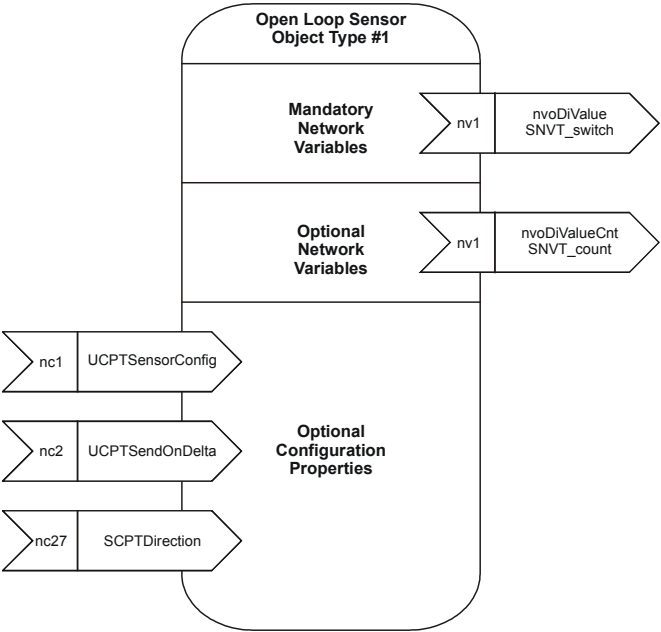 Open Loop Sensor
Object Type #1
Mandatory
Network
Variables
nv1
nvoDiValue
SNVT_switch
Optional
Network
Variables
nv1
nvoDiValueCnt
SNVT_count
nc1
UCPTSensorConfig
nc2
UCPTSendOnDelta
nc27
SCPTDirection
Optional
Configuration
Properties